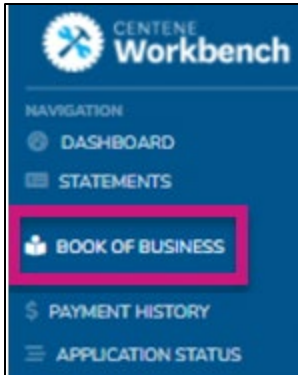 CENTENE
Workbench
NAVIGATION
DASHBOARD
STATEMENTS
BOOK OF BUSINESS
$ PAYMENT HISTORY
APPLICATION STATUS